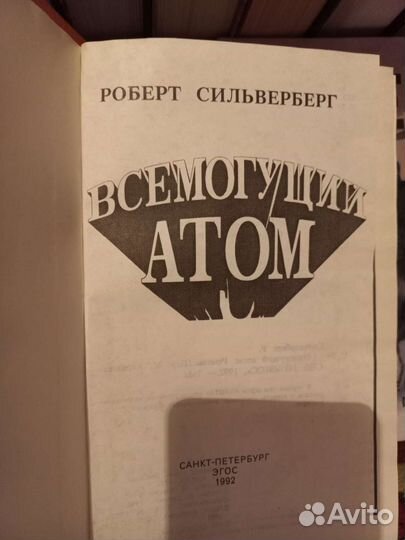 РОБЕРТ СИЛЬВЕРБЕРГ
ВСЕМОГУЩИЙ
АТОМ
САНКТ-ПЕТЕРБУРГ
ЭГОС
1992
Avito